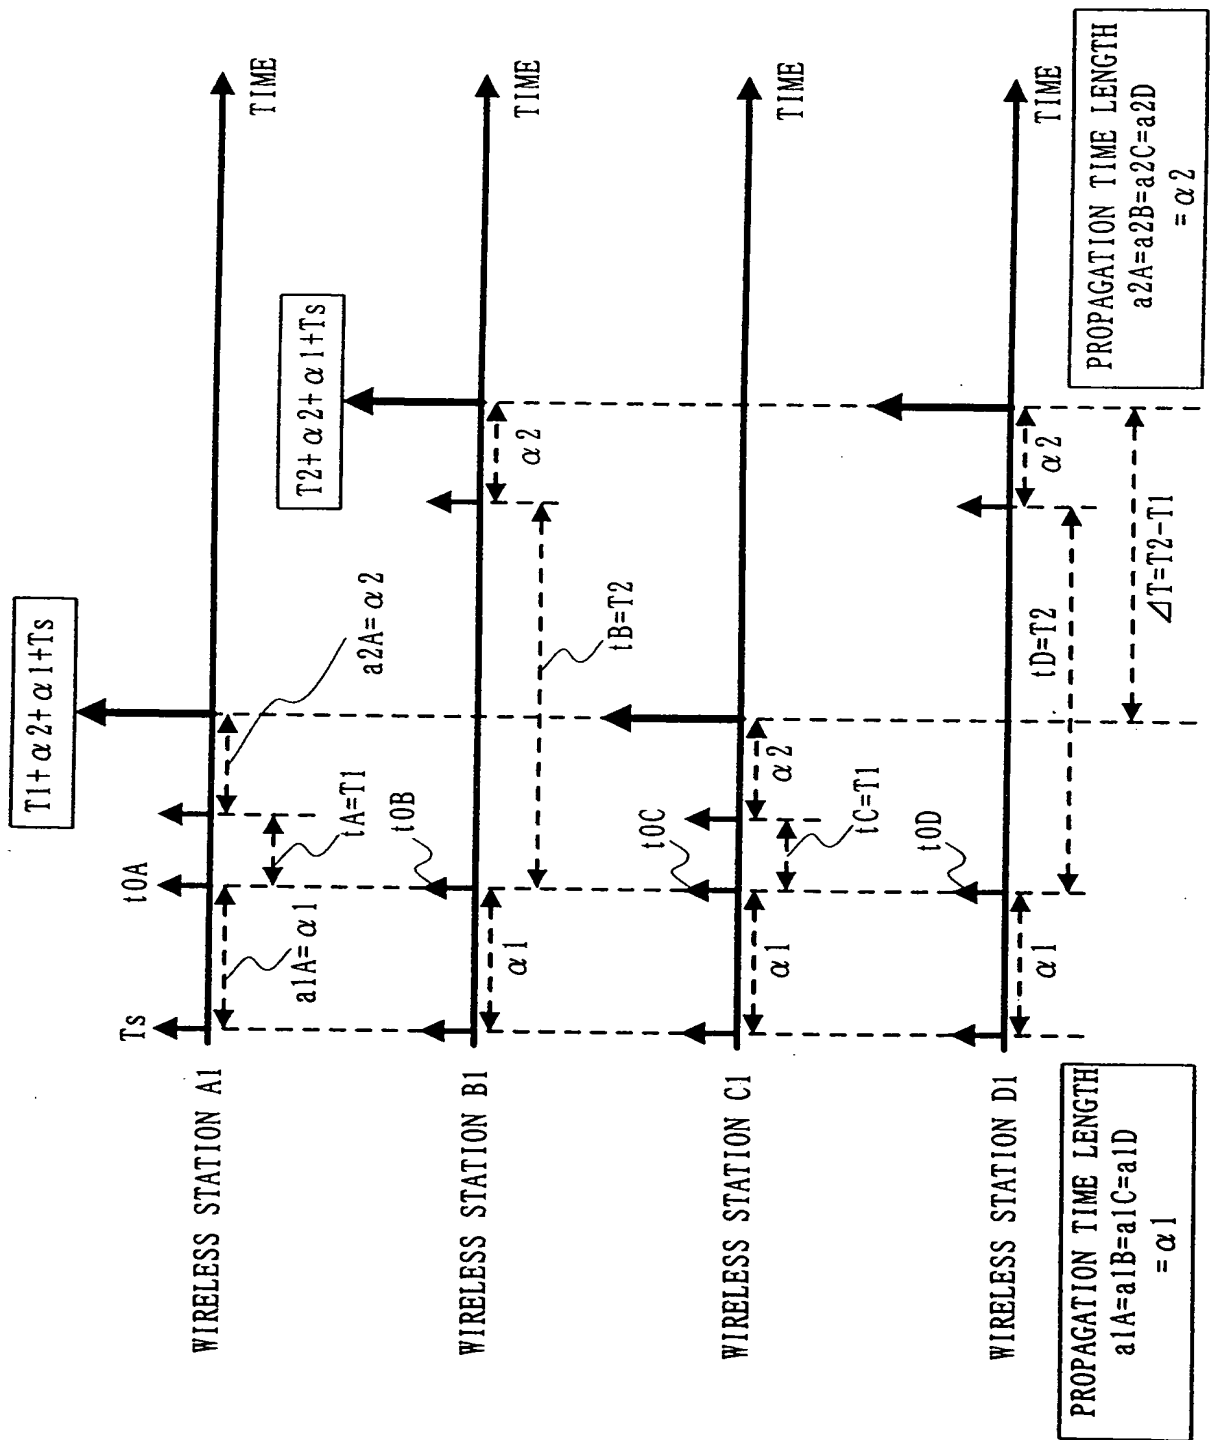 T1+α2+α1+Ts
Ts
t0A
TIME
WIRELESS STATION A1
a1A=α1
tA=T1
a2A=α2
T2+α2+α1+Ts
t0B
TIME
WIRELESS STATION B1
α1
α2
tB=T2
t0C
TIME
WIRELESS STATION C1
α1
α2
tC=T1
t0D
tD=T2
TIME
WIRELESS STATION D1
α1
α2
⊿T=T2-T1
PROPAGATION TIME LENGTH
a1A=a1B=a1C=a1D
=α1
PROPAGATION TIME LENGTH
a2A=a2B=a2C=a2D
=α2